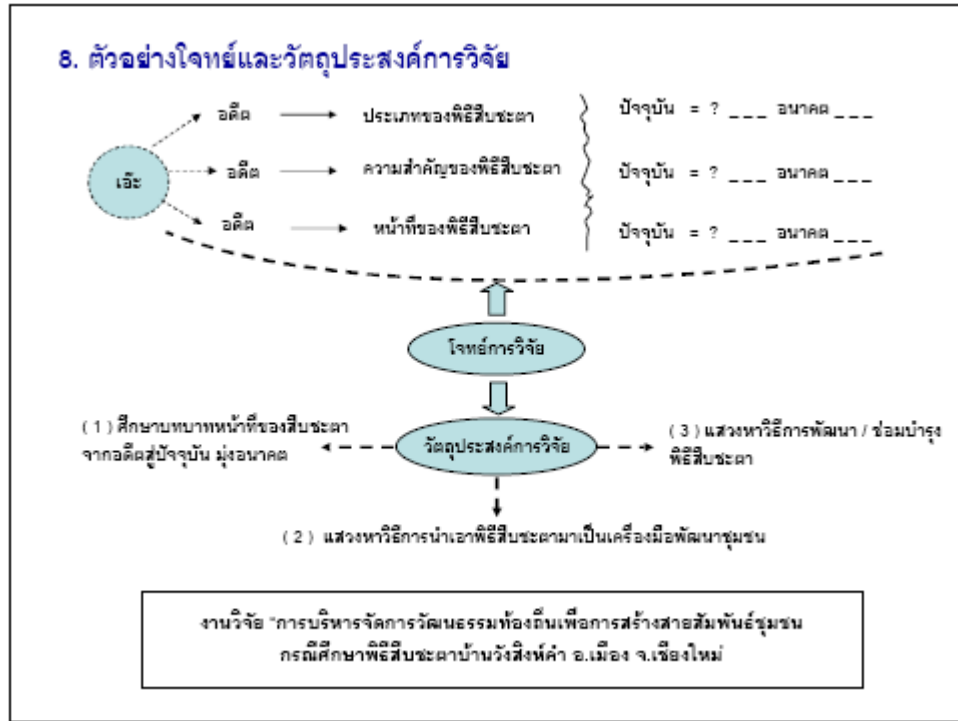 8. ตัวอย่างโจทย์และวัตถุประสงค์การวิจัย
อดีต ประเภทของพิธีสืบชะตา ปัจจุบัน = ? ___ อนาคต ___
เอ๊ะ อดีต ความสำคัญของพิธีสืบชะตา ปัจจุบัน = ? ___ อนาคต ___
อดีต หน้าที่ของพิธีสืบชะตา ปัจจุบัน = ? ___ อนาคต ___
โจทย์การวิจัย
( 1 ) ศึกษาบทบาทหน้าที่ของสืบชะตา
จากอดีตสู่ปัจจุบัน มุ่งอนาคต
วัตถุประสงค์การวิจัย
( 3 ) แสวงหาวิธีการพัฒนา / ซ่อมบำรุง
พิธีสืบชะตา
( 2 ) แสวงหาวิธีการนำเอาพิธีสืบชะตามาเป็นเครื่องมือพัฒนาชุมชน
งานวิจัย "การบริหารจัดการวัฒนธรรมท้องถิ่นเพื่อการสร้างสายสัมพันธ์ชุมชน
กรณีศึกษาพิธีสืบชะตาบ้านวังสิงห์คำ อ.เมือง จ.เชียงใหม่